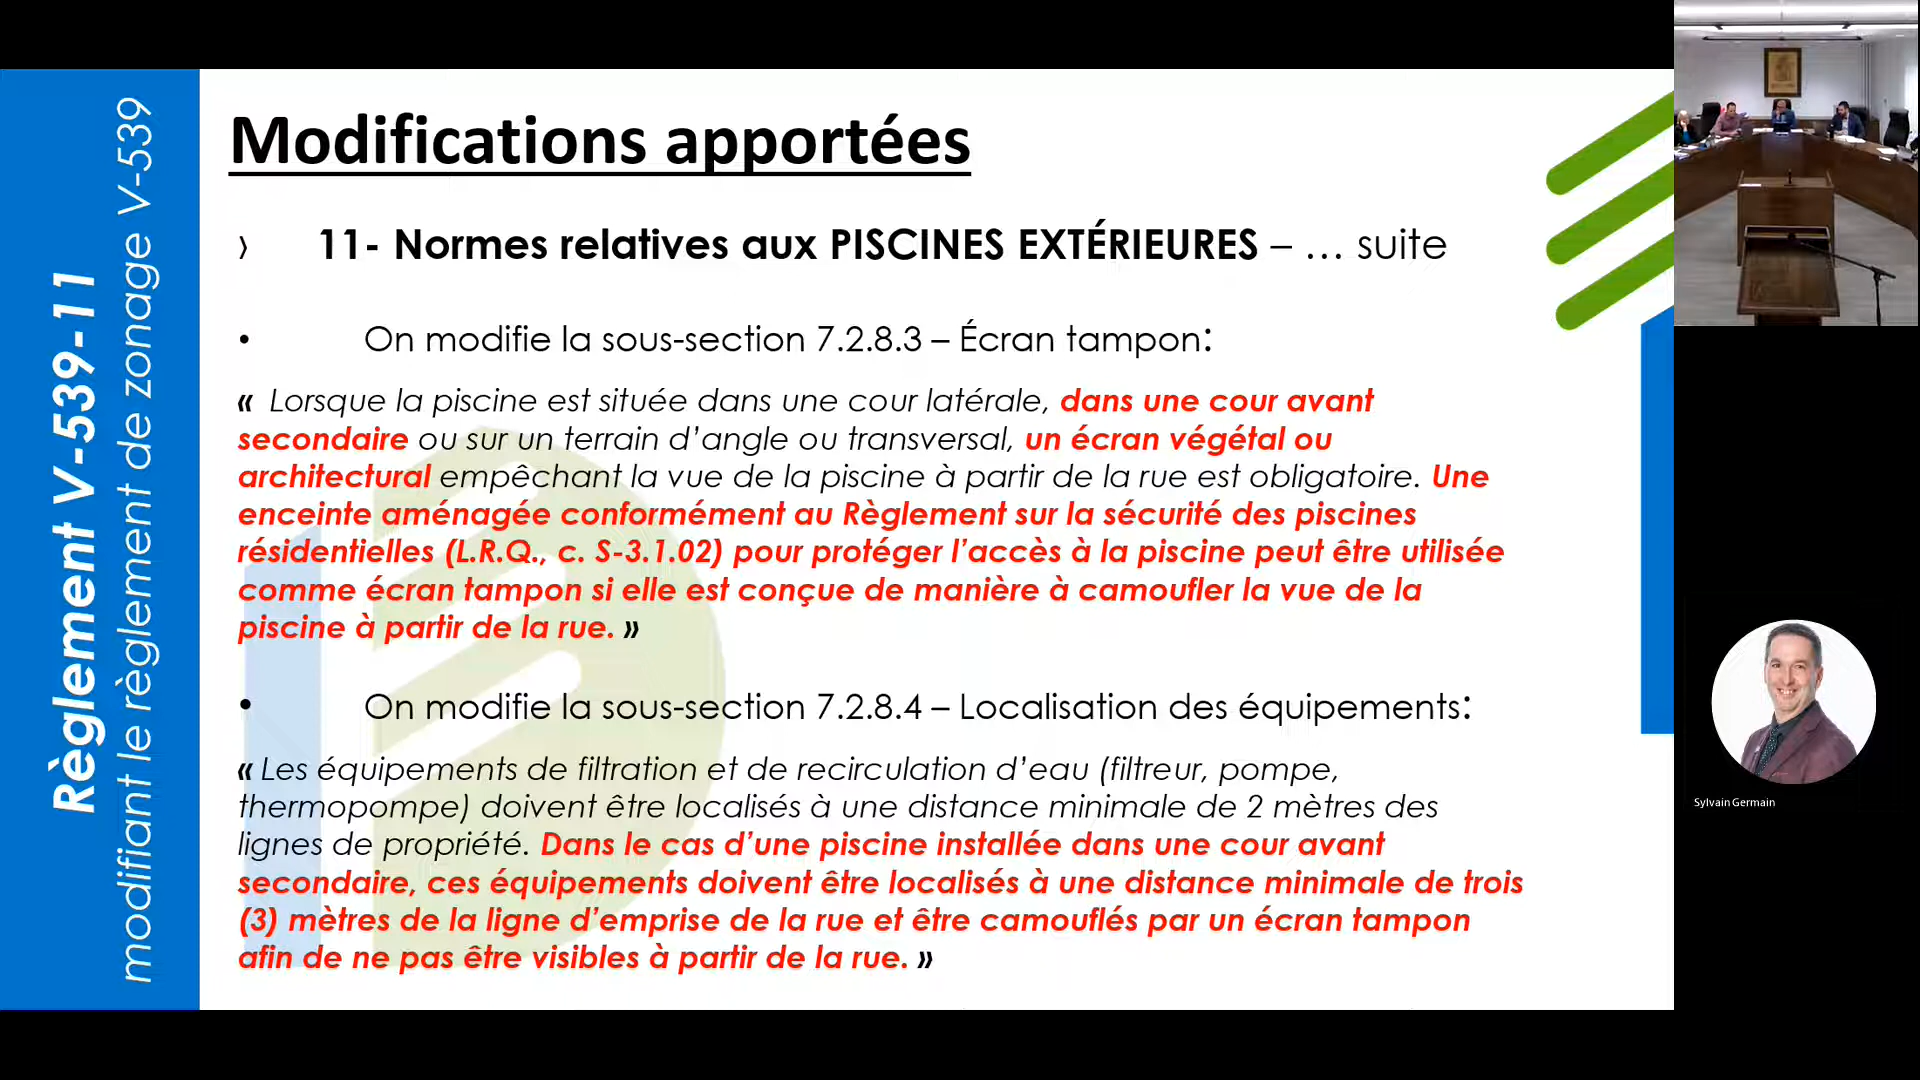 Règlement V-539-11
modifiant le règlement de zonage V-539
Modifications apportées
› 11- Normes relatives aux PISCINES EXTÉRIEURES – … suite
• On modifie la sous-section 7.2.8.3 – Écran tampon:
« Lorsque la piscine est située dans une cour latérale, dans une cour avant
secondaire ou sur un terrain d’angle ou transversal, un écran végétal ou
architectural empêchant la vue de la piscine à partir de la rue est obligatoire. Une
enceinte aménagée conformément au Règlement sur la sécurité des piscines
résidentielles (L.R.Q., c. S-3.1.02) pour protéger l’accès à la piscine peut être utilisée
comme écran tampon si elle est conçue de manière à camoufler la vue de la
piscine à partir de la rue. »
• On modifie la sous-section 7.2.8.4 – Localisation des équipements:
« Les équipements de filtration et de recirculation d’eau (filtreur, pompe,
thermopompe) doivent être localisés à une distance minimale de 2 mètres des
lignes de propriété. Dans le cas d’une piscine installée dans une cour avant
secondaire, ces équipements doivent être localisés à une distance minimale de trois
(3) mètres de la ligne d’emprise de la rue et être camouflés par un écran tampon
afin de ne pas être visibles à partir de la rue. »
Sylvain Germain